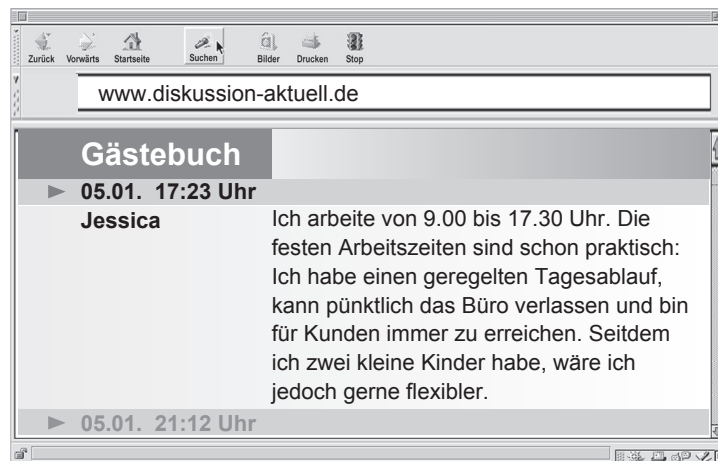 Zurück Vorwärts Startseite Suchen Bilder Drucken Stop
www.diskussion-aktuell.de
Gästebuch
05.01. 17:23 Uhr
Jessica
Ich arbeite von 9.00 bis 17.30 Uhr. Die
festen Arbeitszeiten sind schon praktisch:
Ich habe einen geregelten Tagesablauf,
kann pünktlich das Büro verlassen und bin
für Kunden immer zu erreichen. Seitdem
ich zwei kleine Kinder habe, wäre ich
jedoch gerne flexibler.
05.01. 21:12 Uhr